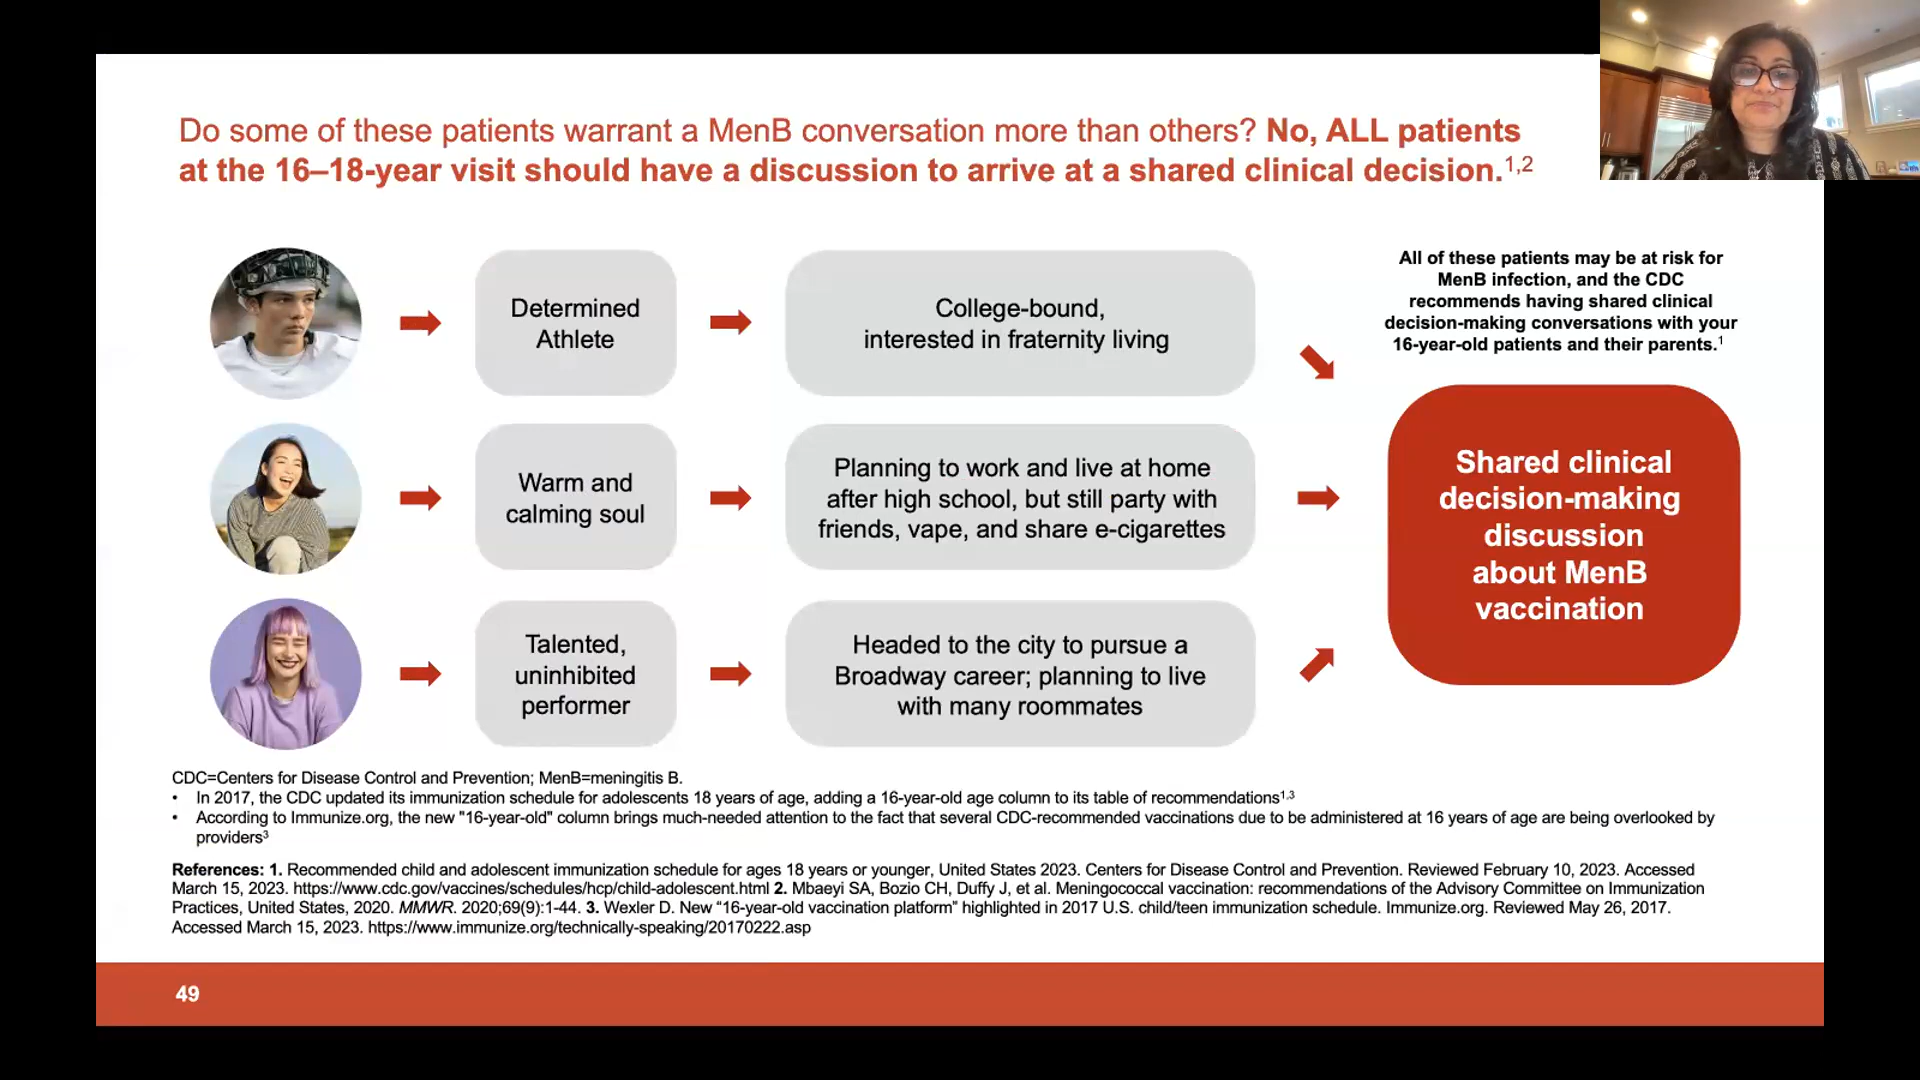 Do some of these patients warrant a MenB conversation more than others? No, ALL patients
at the 16–18-year visit should have a discussion to arrive at a shared clinical decision.1,2
Determined
Athlete
College-bound,
interested in fraternity living
All of these patients may be at risk for
MenB infection, and the CDC
recommends having shared clinical
decision-making conversations with your
16-year-old patients and their parents.1
Warm and
calming soul
Planning to work and live at home
after high school, but still party with
friends, vape, and share e-cigarettes
Shared clinical
decision-making
discussion
about MenB
vaccination
Talented,
uninhibited
performer
Headed to the city to pursue a
Broadway career; planning to live
with many roommates
CDC=Centers for Disease Control and Prevention; MenB=meningitis B.
• In 2017, the CDC updated its immunization schedule for adolescents 18 years of age, adding a 16-year-old age column to its table of recommendations1,3
• According to Immunize.org, the new "16-year-old" column brings much-needed attention to the fact that several CDC-recommended vaccinations due to be administered at 16 years of age are being overlooked by
providers3
References: 1. Recommended child and adolescent immunization schedule for ages 18 years or younger, United States 2023. Centers for Disease Control and Prevention. Reviewed February 10, 2023. Accessed
March 15, 2023. https://www.cdc.gov/vaccines/schedules/hcp/child-adolescent.html 2. Mbaeyi SA, Bozio CH, Duffy J, et al. Meningococcal vaccination: recommendations of the Advisory Committee on Immunization
Practices, United States, 2020. MMWR. 2020;69(9):1-44. 3. Wexler D. New “16-year-old vaccination platform” highlighted in 2017 U.S. child/teen immunization schedule. Immunize.org. Reviewed May 26, 2017.
Accessed March 15, 2023. https://www.immunize.org/technically-speaking/20170222.asp
49